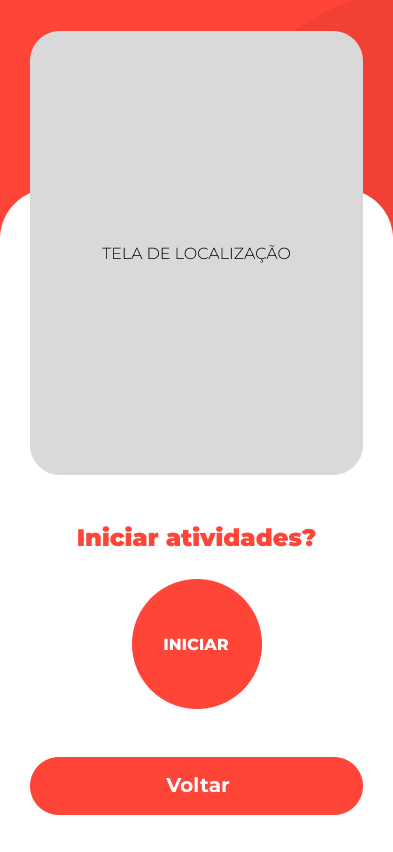 TELA DE LOCALIZAÇÃO
Iniciar atividades?
INICIAR
Voltar